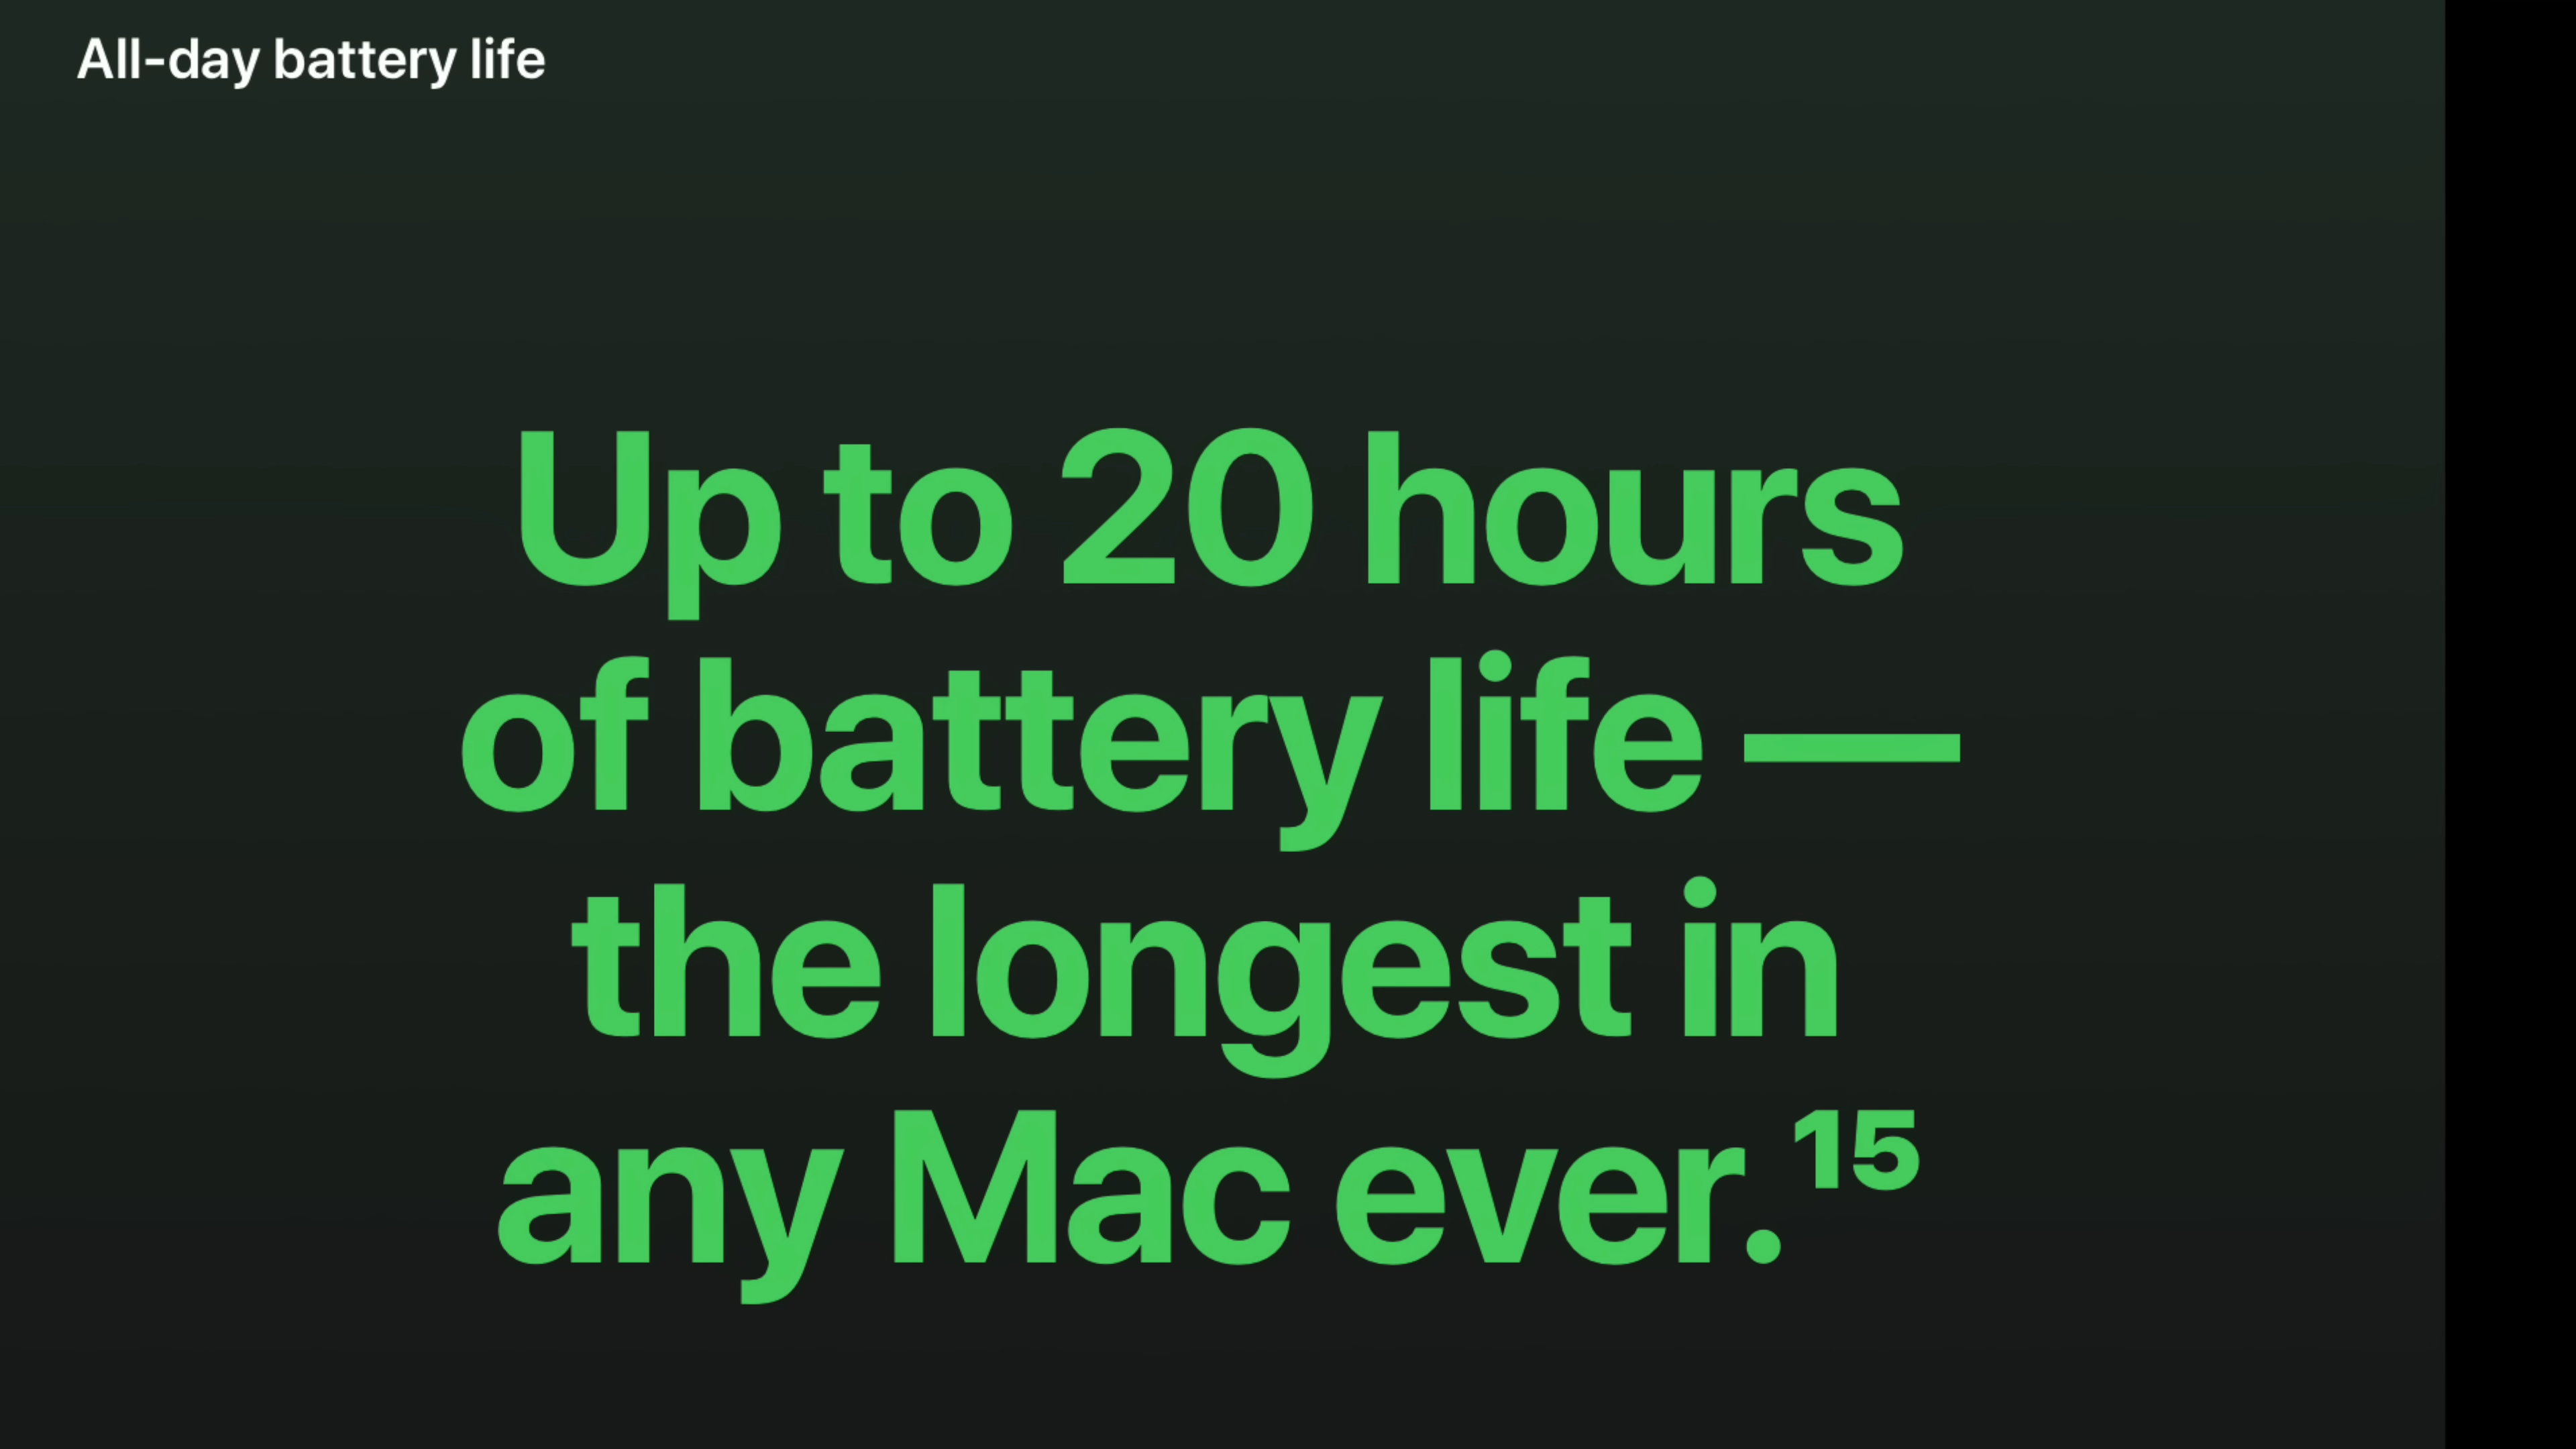 All-day battery life
Up to 20 hours
of battery life —
the longest in
any Mac ever.¹⁵